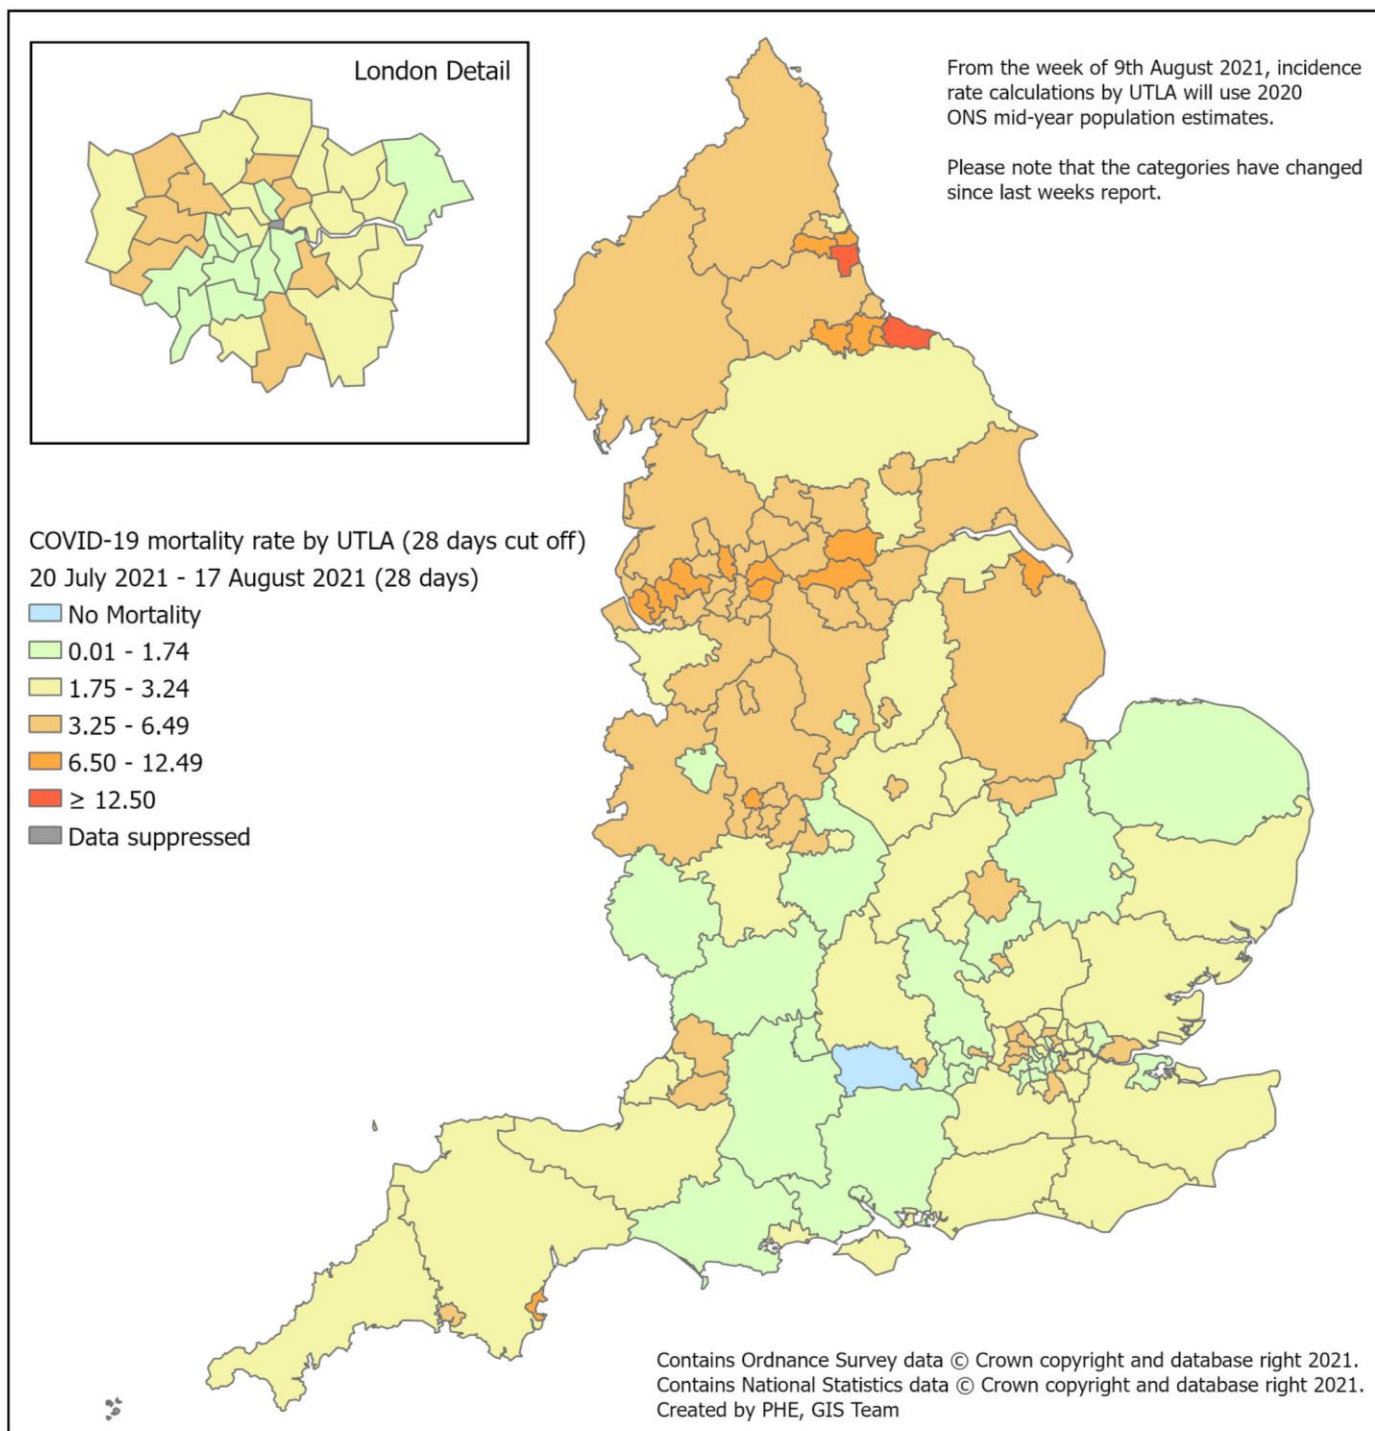 London Detail
From the week of 9th August 2021, incidence
rate calculations by UTLA will use 2020
ONS mid-year population estimates.
Please note that the categories have changed
since last weeks report.
COVID-19 mortality rate by UTLA (28 days cut off)
20 July 2021 - 17 August 2021 (28 days)
No Mortality
0.01 - 1.74
1.75 - 3.24
3.25 - 6.49
6.50 - 12.49
≥ 12.50
Data suppressed
Contains Ordnance Survey data © Crown copyright and database right 2021.
Contains National Statistics data © Crown copyright and database right 2021.
Created by PHE, GIS Team